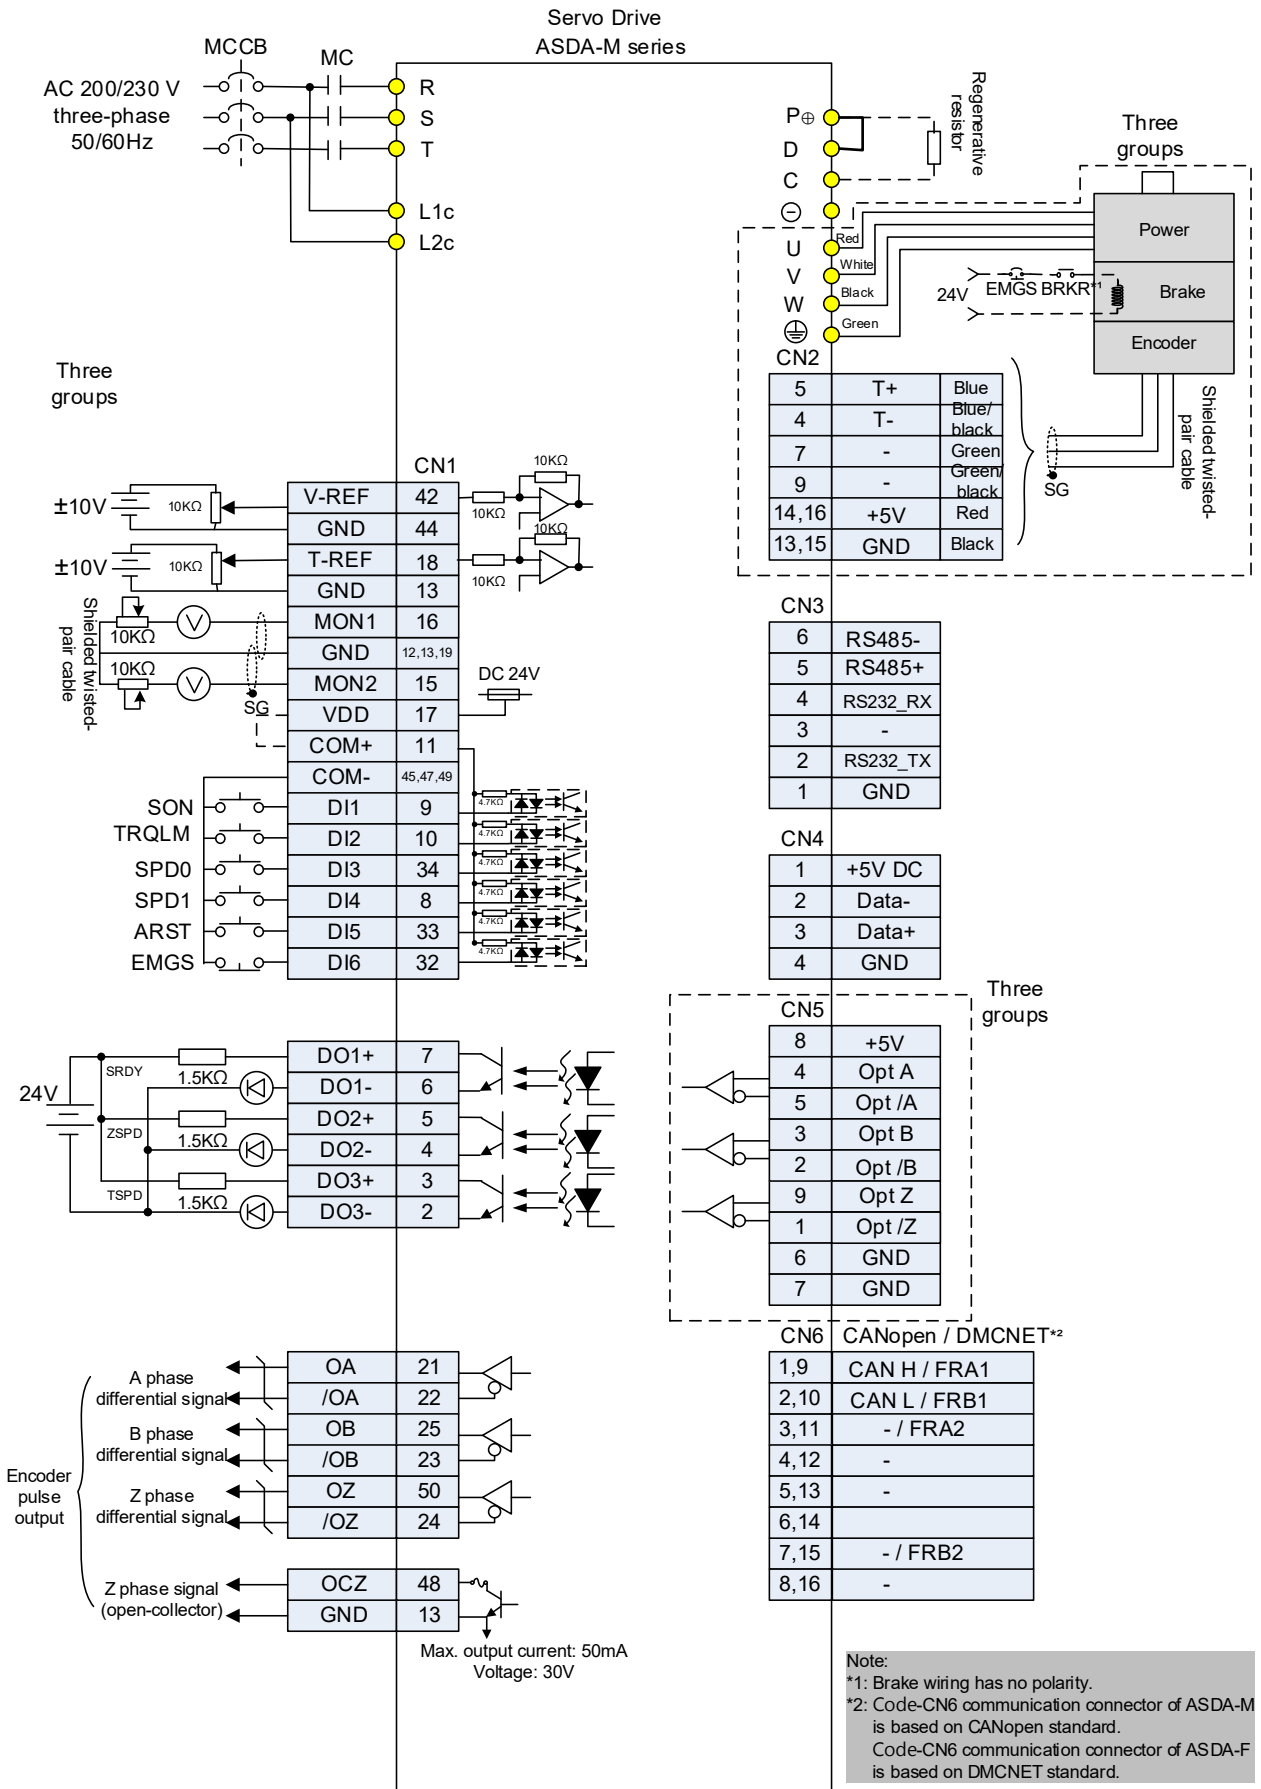 Servo Drive
ASDA-M series
MCCB
MC
AC 200/230 V
three-phase
50/60Hz
R
S
T
L1c
L2c
P⊕
D
C
⊖
U
V
W
Regenerative
resistor
Three
groups
Red
White
Black
Green
Power
Brake
Encoder
24V
EMGS BRKR*1
Shielded twisted-
pair cable
SG
CN2
5 T+ Blue
4 T- Blue/
black
7 - Green
9 - Green/
black
14,16 +5V Red
13,15 GND Black
Three
groups
CN1
±10V 10KΩ V-REF 42 10KΩ 10KΩ
GND 44
±10V 10KΩ T-REF 18 10KΩ 10KΩ
GND 13
10KΩ V MON1 16
GND 12,13,19
10KΩ V MON2 15
Shielded twisted-
pair cable
SG
VDD 17 DC 24V
COM+ 11
COM- 45,47,49
SON DI1 9 4.7KΩ
TRQLM DI2 10 4.7KΩ
SPD0 DI3 34 4.7KΩ
SPD1 DI4 8 4.7KΩ
ARST DI5 33 4.7KΩ
EMGS DI6 32 4.7KΩ
CN3
6 RS485-
5 RS485+
4 RS232_RX
3 -
2 RS232_TX
1 GND
CN4
1 +5V DC
2 Data-
3 Data+
4 GND
24V
SRDY 1.5KΩ
ZSPD 1.5KΩ
TSPD 1.5KΩ
DO1+ 7
DO1- 6
DO2+ 5
DO2- 4
DO3+ 3
DO3- 2
Three
groups
CN5
8 +5V
4 Opt A
5 Opt /A
3 Opt B
2 Opt /B
9 Opt Z
1 Opt /Z
6 GND
7 GND
Encoder
pulse
output
A phase
differential signal
B phase
differential signal
Z phase
differential signal
Z phase signal
(open-collector)
OA 21
/OA 22
OB 25
/OB 23
OZ 50
/OZ 24
OCZ 48
GND 13
Max. output current: 50mA
Voltage: 30V
CN6 CANopen / DMCNET*2
1,9 CAN H / FRA1
2,10 CAN L / FRB1
3,11 - / FRA2
4,12 -
5,13 -
6,14
7,15 - / FRB2
8,16 -
Note:
*1: Brake wiring has no polarity.
*2: Code-CN6 communication connector of ASDA-M
is based on CANopen standard.
Code-CN6 communication connector of ASDA-F
is based on DMCNET standard.